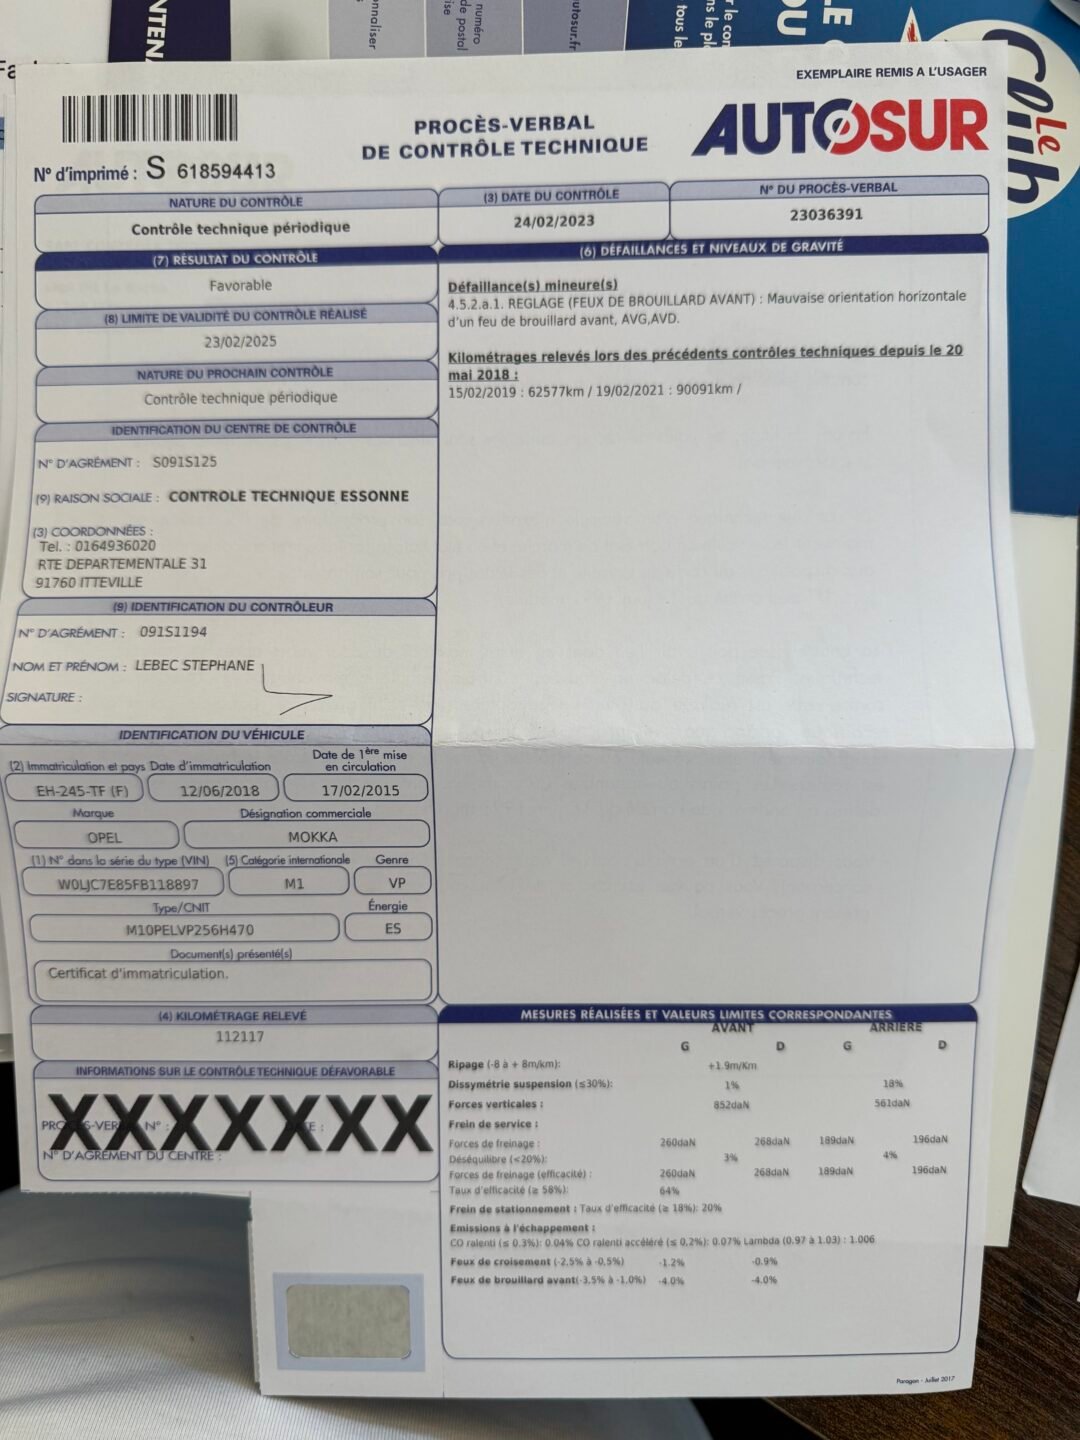 EXEMPLAIRE REMIS A L'USAGER
PROCÈS-VERBAL
DE CONTRÔLE TECHNIQUE
AUTOSUR
Le
Club
N° d'imprimé : S 618594413
NATURE DU CONTRÔLE
Contrôle technique périodique
(3) DATE DU CONTRÔLE
24/02/2023
N° DU PROCÈS-VERBAL
23036391
(7) RÉSULTAT DU CONTRÔLE
Favorable
(8) LIMITE DE VALIDITÉ DU CONTRÔLE RÉALISÉ
23/02/2025
NATURE DU PROCHAIN CONTRÔLE
Contrôle technique périodique
IDENTIFICATION DU CENTRE DE CONTRÔLE
N° D'AGRÉMENT : S091S125
(9) RAISON SOCIALE : CONTROLE TECHNIQUE ESSONNE
(3) COORDONNÉES :
Tel. : 0164936020
RTE DEPARTEMENTALE 31
91760 ITTEVILLE
(9) IDENTIFICATION DU CONTRÔLEUR
N° D'AGRÉMENT : 091S1194
NOM ET PRÉNOM : LEBEC STEPHANE
SIGNATURE :
IDENTIFICATION DU VÉHICULE
(2) Immatriculation et pays Date d'immatriculation Date de 1ère mise en circulation
EH-245-TF (F) 12/06/2018 17/02/2015
Marque Désignation commerciale
OPEL MOKKA
(1) N° dans la série du type (VIN) (5) Catégorie internationale Genre
W0LJC7E85FB118897 M1 VP
Type/CNIT Énergie
M10PELVP256H470 ES
Document(s) présenté(s)
Certificat d'immatriculation.
(4) KILOMÉTRAGE RELEVÉ
112117
INFORMATIONS SUR LE CONTRÔLE TECHNIQUE DÉFAVORABLE
XXXXXXX
N° D'AGRÉMENT DU CENTRE :
(6) DÉFAILLANCES ET NIVEAUX DE GRAVITÉ
Défaillance(s) mineure(s)
4.5.2.a.1. REGLAGE (FEUX DE BROUILLARD AVANT) : Mauvaise orientation horizontale
d'un feu de brouillard avant, AVG,AVD.
Kilométrages relevés lors des précédents contrôles techniques depuis le 20
mai 2018 :
15/02/2019 : 62577km / 19/02/2021 : 90091km /
MESURES RÉALISÉES ET VALEURS LIMITES CORRESPONDANTES
AVANT ARRIERE
G D G D
Ripage (-8 à + 8m/km): +1.9m/Km
Dissymétrie suspension (≤30%): 1% 18%
Forces verticales : 852daN 561daN
Frein de service :
Forces de freinage : 260daN 268daN 189daN 196daN
Déséquilibre (<20%): 3% 4%
Forces de freinage (efficacité) : 260daN 268daN 189daN 196daN
Taux d'efficacité (≥ 58%): 64%
Frein de stationnement : Taux d'efficacité (≥ 18%): 20%
Emissions à l'échappement :
CO ralenti (≤ 0.3%): 0.04% CO ralenti accéléré (≤ 0,2%): 0.07% Lambda (0.97 à 1.03) : 1.006
Feux de croisement (-2,5% à -0,5%) -1.2% -0.9%
Feux de brouillard avant(-3,5% à -1,0%) -4.0% -4.0%
Paragon - Juillet 2017